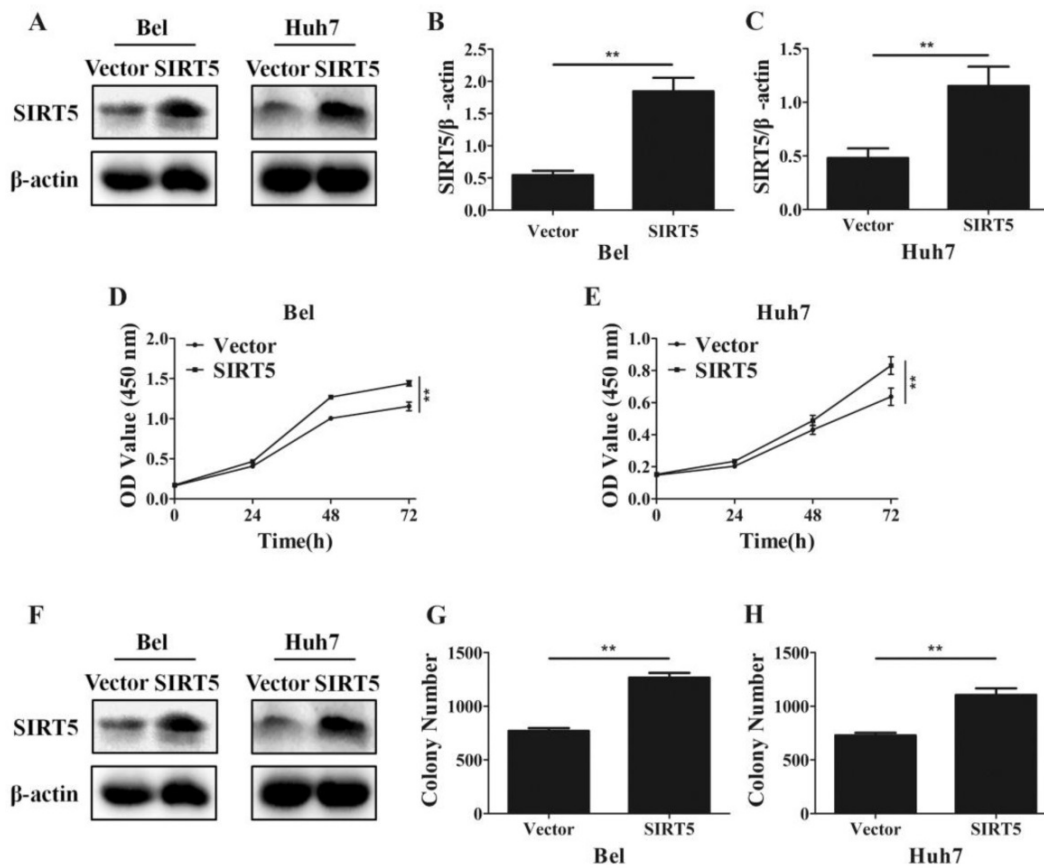 A
Bel Huh7
Vector SIRT5 Vector SIRT5
SIRT5
β-actin
B
**
SIRT5/β -actin
2.5
2.0
1.5
1.0
0.5
0.0
Vector SIRT5
Bel
C
**
SIRT5/β -actin
1.5
1.0
0.5
0.0
Vector SIRT5
Huh7
D
Bel
OD Value (450 nm)
2.0
1.5
1.0
0.5
0.0
Vector
SIRT5
**
0 24 48 72
Time(h)
E
Huh7
OD Value (450 nm)
1.0
0.8
0.6
0.4
0.2
0.0
Vector
SIRT5
**
0 24 48 72
Time(h)
F
Bel Huh7
Vector SIRT5 Vector SIRT5
SIRT5
β-actin
G
**
Colony Number
1500
1000
500
0
Vector SIRT5
Bel
H
**
Colony Number
1500
1000
500
0
Vector SIRT5
Huh7